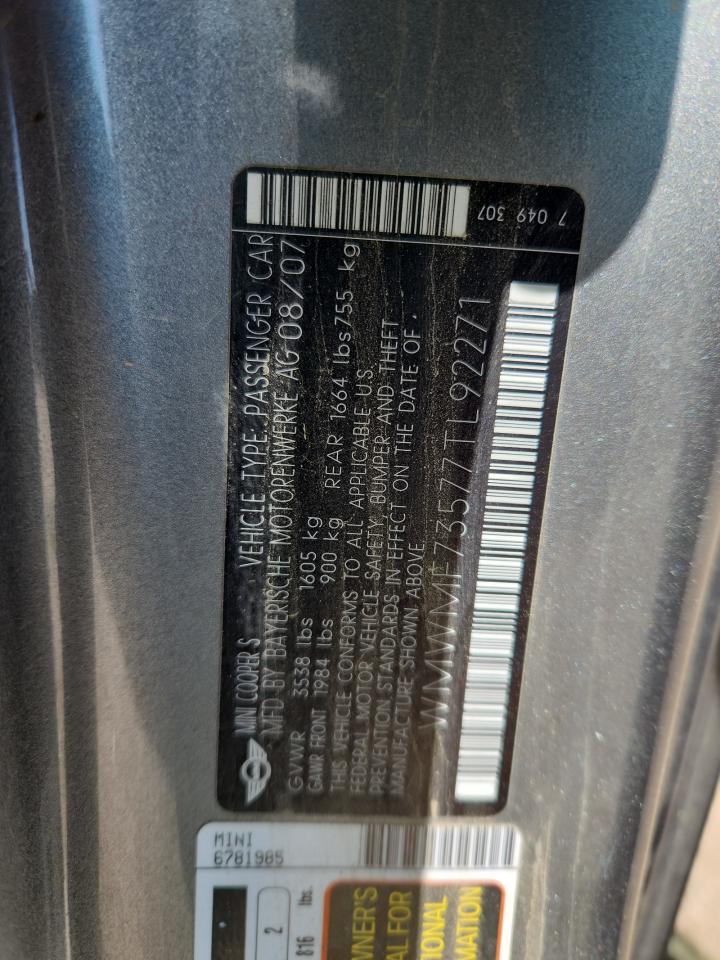 MINI COOPER S VEHICLE TYPE: PASSENGER CAR
MFD BY BAYERISCHE MOTORENWERKE AG 08/07
GVWR 3538 lbs 1605 kg
GAWR FRONT 1984 lbs 900 kg REAR 1664 lbs 755 kg
THIS VEHICLE CONFORMS TO ALL APPLICABLE U.S.
FEDERAL MOTOR VEHICLE SAFETY, BUMPER AND THEFT
PREVENTION STANDARDS IN EFFECT ON THE DATE OF
MANUFACTURE SHOWN ABOVE
WMWMF73577TL92271
7 049 307
MINI
6781985
2
816 lbs.
WNER'S
AL FOR
IONAL
MATION